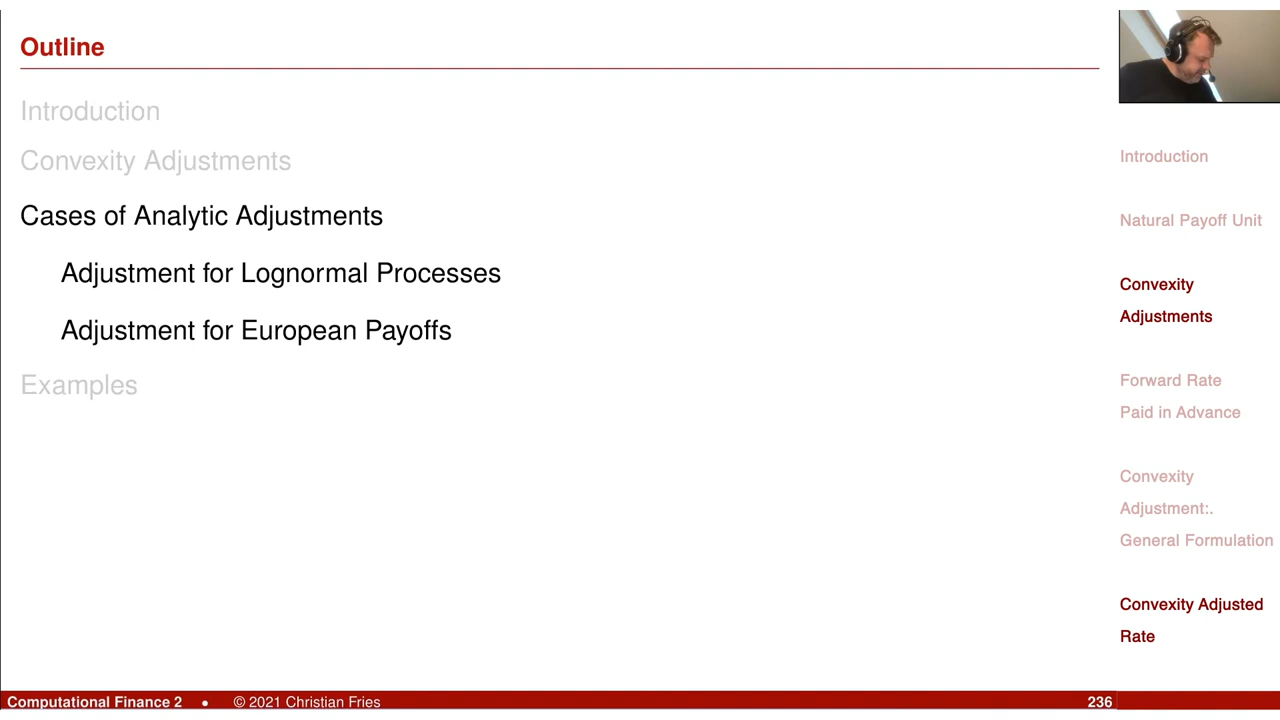 Outline
Introduction
Convexity Adjustments
Cases of Analytic Adjustments
Adjustment for Lognormal Processes
Adjustment for European Payoffs
Examples
Introduction
Natural Payoff Unit
Convexity
Adjustments
Forward Rate
Paid in Advance
Convexity
Adjustment:.
General Formulation
Convexity Adjusted
Rate
Computational Finance 2 • © 2021 Christian Fries 236